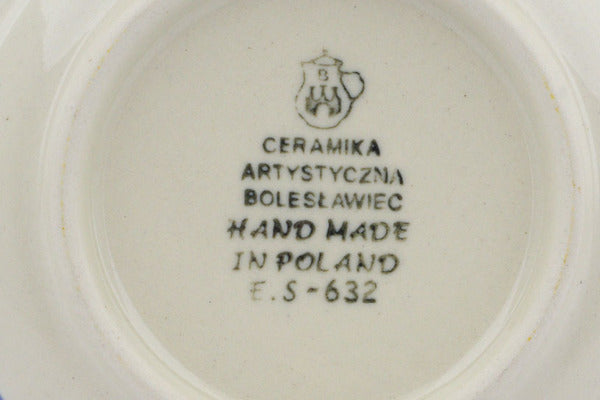 B
CERAMIKA
ARTYSTYCZNA
BOLESŁAWIEC
HAND MADE
IN POLAND
E.S-632